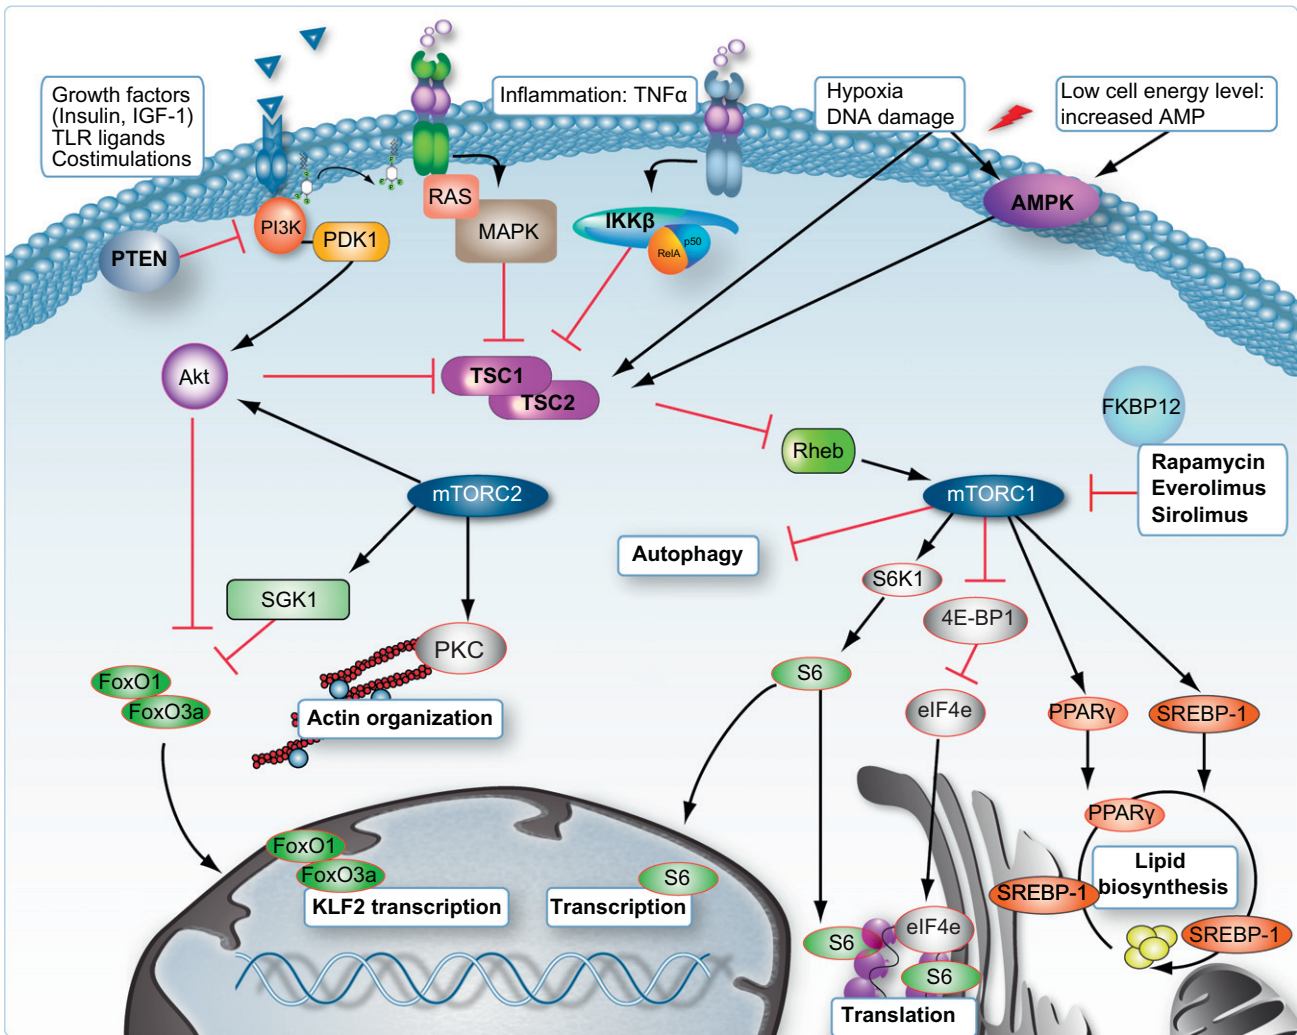 Growth factors
(Insulin, IGF-1)
TLR ligands
Costimulations
Inflammation: TNFα
Hypoxia
DNA damage
Low cell energy level:
increased AMP
RAS
MAPK
PI3K
PDK1
PTEN
IKKβ
RelA
p50
AMPK
Akt
TSC1
TSC2
FKBP12
Rapamycin
Everolimus
Sirolimus
Rheb
mTORC2
mTORC1
Autophagy
S6K1
SGK1
4E-BP1
PKC
S6
FoxO1
FoxO3a
Actin organization
eIF4e
PPARγ
SREBP-1
PPARγ
FoxO1
FoxO3a
KLF2 transcription
S6
Transcription
Lipid
biosynthesis
SREBP-1
SREBP-1
eIF4e
S6
S6
Translation